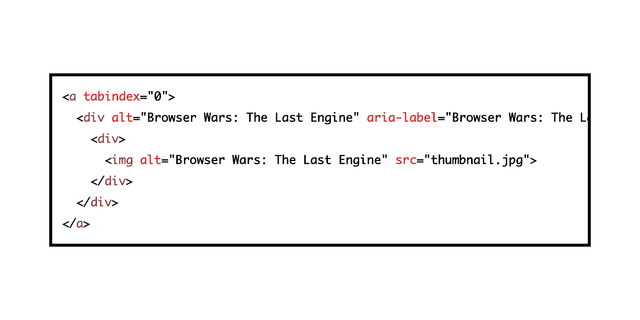 <a tabindex="0">
<div alt="Browser Wars: The Last Engine" aria-label="Browser Wars: The
<div>
<img alt="Browser Wars: The Last Engine" src="thumbnail.jpg">
</div>
</div>
</a>